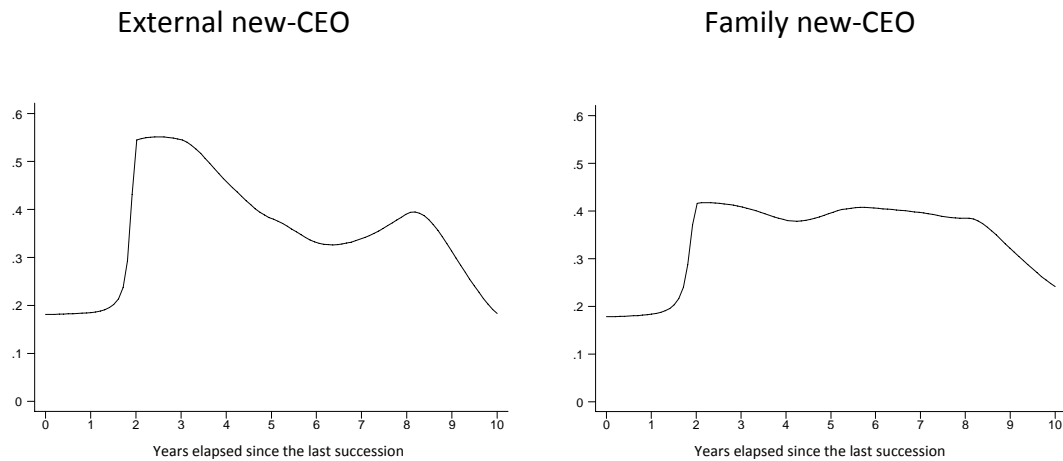 External new-CEO
.6
.5
.4
.3
.2
.1
0
0 1 2 3 4 5 6 7 8 9 10
Years elapsed since the last succession
Family new-CEO
.6
.5
.4
.3
.2
.1
0
0 1 2 3 4 5 6 7 8 9 10
Years elapsed since the last succession